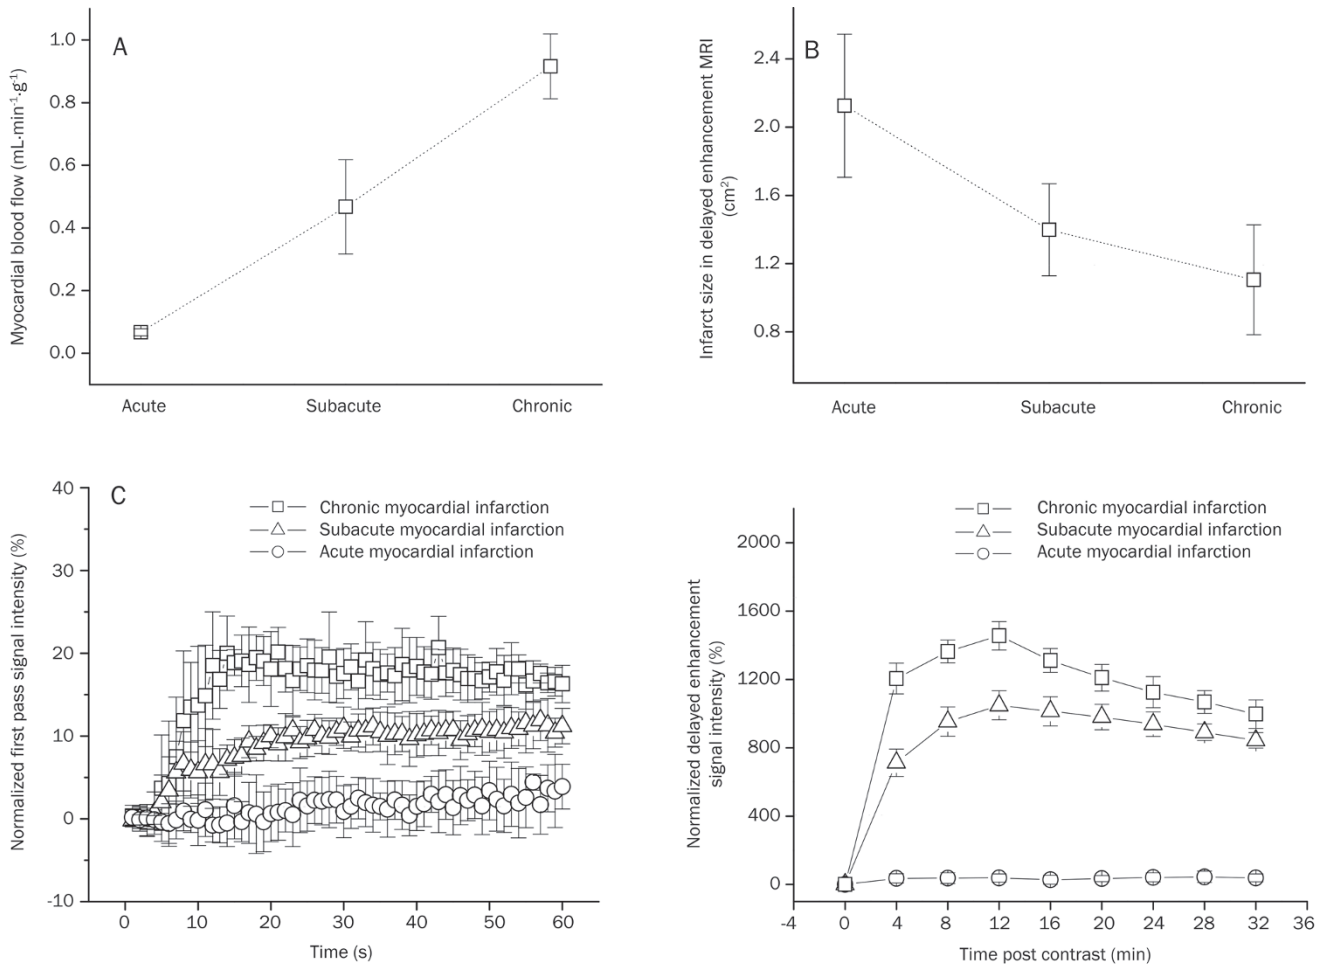 A
Myocardial blood flow (mL·min⁻¹·g⁻¹)
1.0
0.8
0.6
0.4
0.2
0.0
Acute Subacute Chronic
B
Infarct size in delayed enhancement MRI
(cm²)
2.4
2.0
1.6
1.2
0.8
Acute Subacute Chronic
C
Normalized first pass signal intensity (%)
40
30
20
10
0
-10
Chronic myocardial infarction
Subacute myocardial infarction
Acute myocardial infarction
0 10 20 30 40 50 60
Time (s)
Normalized delayed enhancement
signal intensity (%)
2000
1600
1200
800
400
0
Chronic myocardial infarction
Subacute myocardial infarction
Acute myocardial infarction
-4 0 4 8 12 16 20 24 28 32 36
Time post contrast (min)